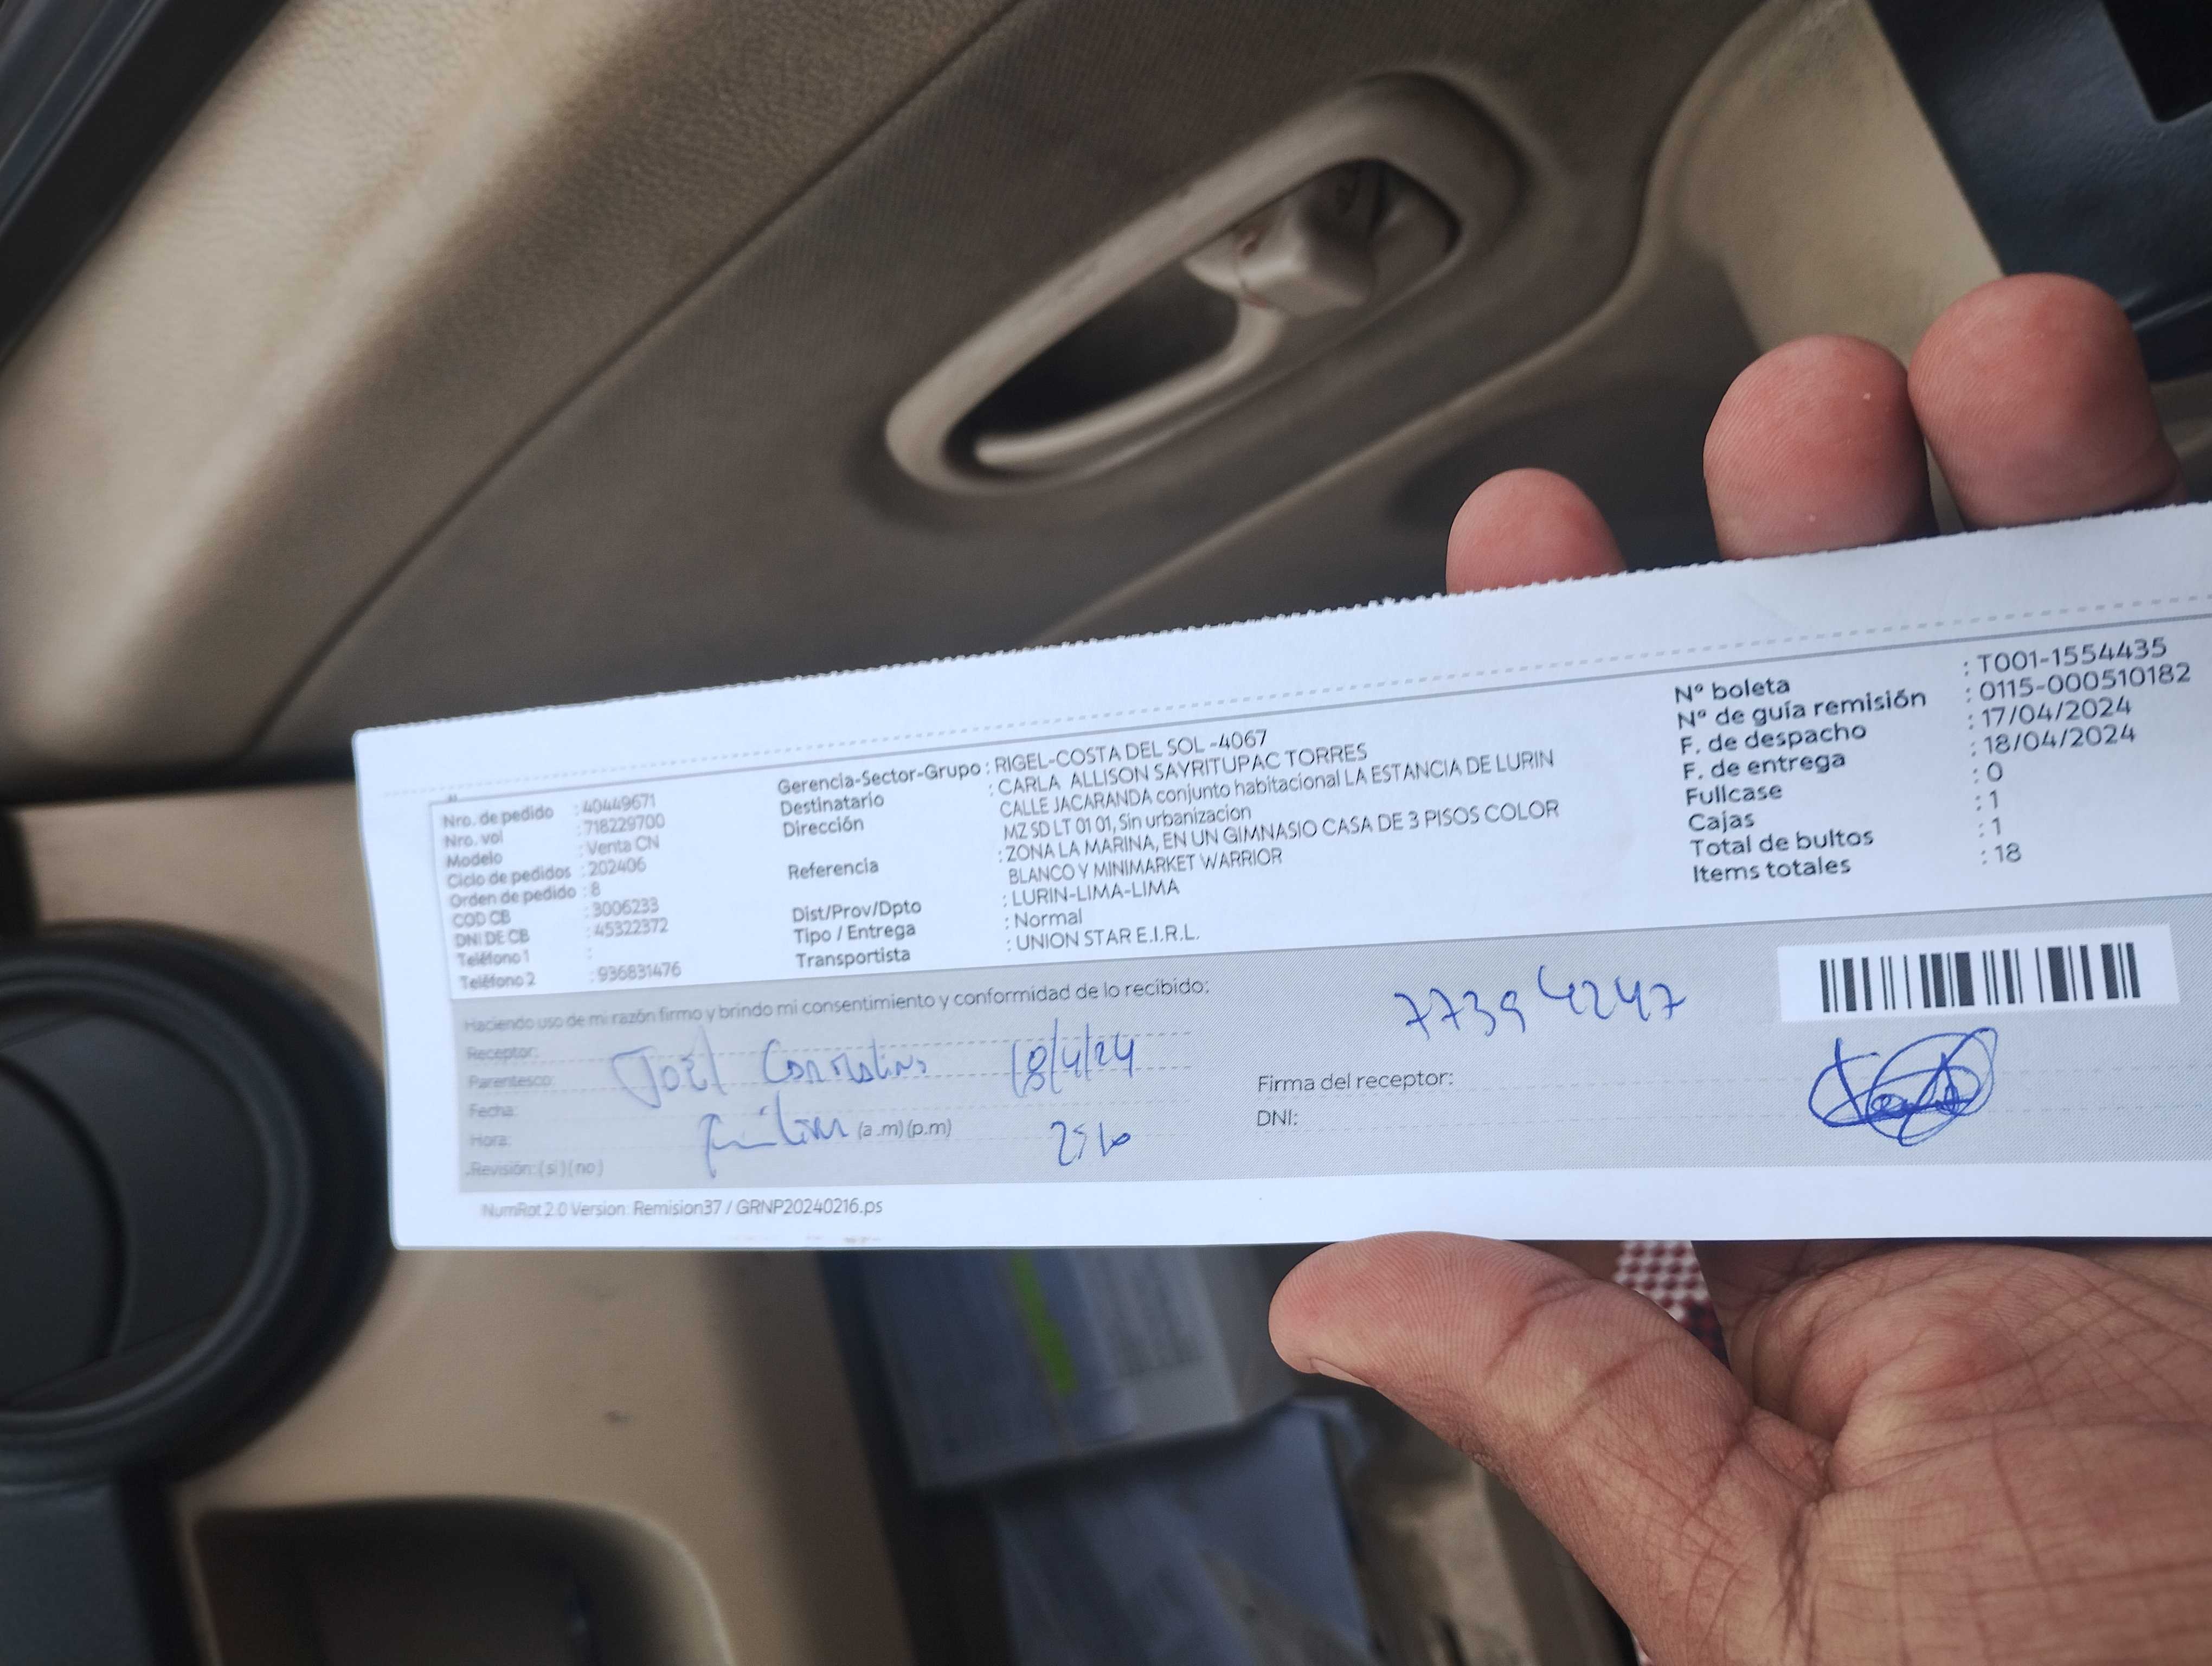 Nro. de pedido : 40449671
Nro. vol : 718229700
Modelo : Venta CN
Ciclo de pedidos : 202406
Orden de pedido : 8
COD CB : 3006233
DNI DE CB : 45322372
Teléfono 1 :
Teléfono 2 : 936831476
Gerencia-Sector-Grupo : RIGEL-COSTA DEL SOL -4067
Destinatario : CARLA ALLISON SAYRITUPAC TORRES
Dirección CALLE JACARANDA conjunto habitacional LA ESTANCIA DE LURIN
MZ SD LT 01 01, Sin urbanizacion
Referencia : ZONA LA MARINA, EN UN GIMNASIO CASA DE 3 PISOS COLOR
BLANCO Y MINIMARKET WARRIOR
Dist/Prov/Dpto : LURIN-LIMA-LIMA
Tipo / Entrega : Normal
Transportista : UNION STAR E.I.R.L.
N° boleta : T001-1554435
N° de guía remisión : 0115-000510182
F. de despacho : 17/04/2024
F. de entrega : 18/04/2024
Fullcase : 0
Cajas : 1
Total de bultos : 1
Items totales : 18
Haciendo uso de mi razón firmo y brindo mi consentimiento y conformidad de lo recibido:
Receptor:
Parentesco: Joel 18/4/24
Fecha:
Hora: (a.m) (p.m)
Revisión: (si) (no)
77394247
Firma del receptor:
DNI:
NumRot 2.0 Version: Remision37 / GRNP20240216.ps